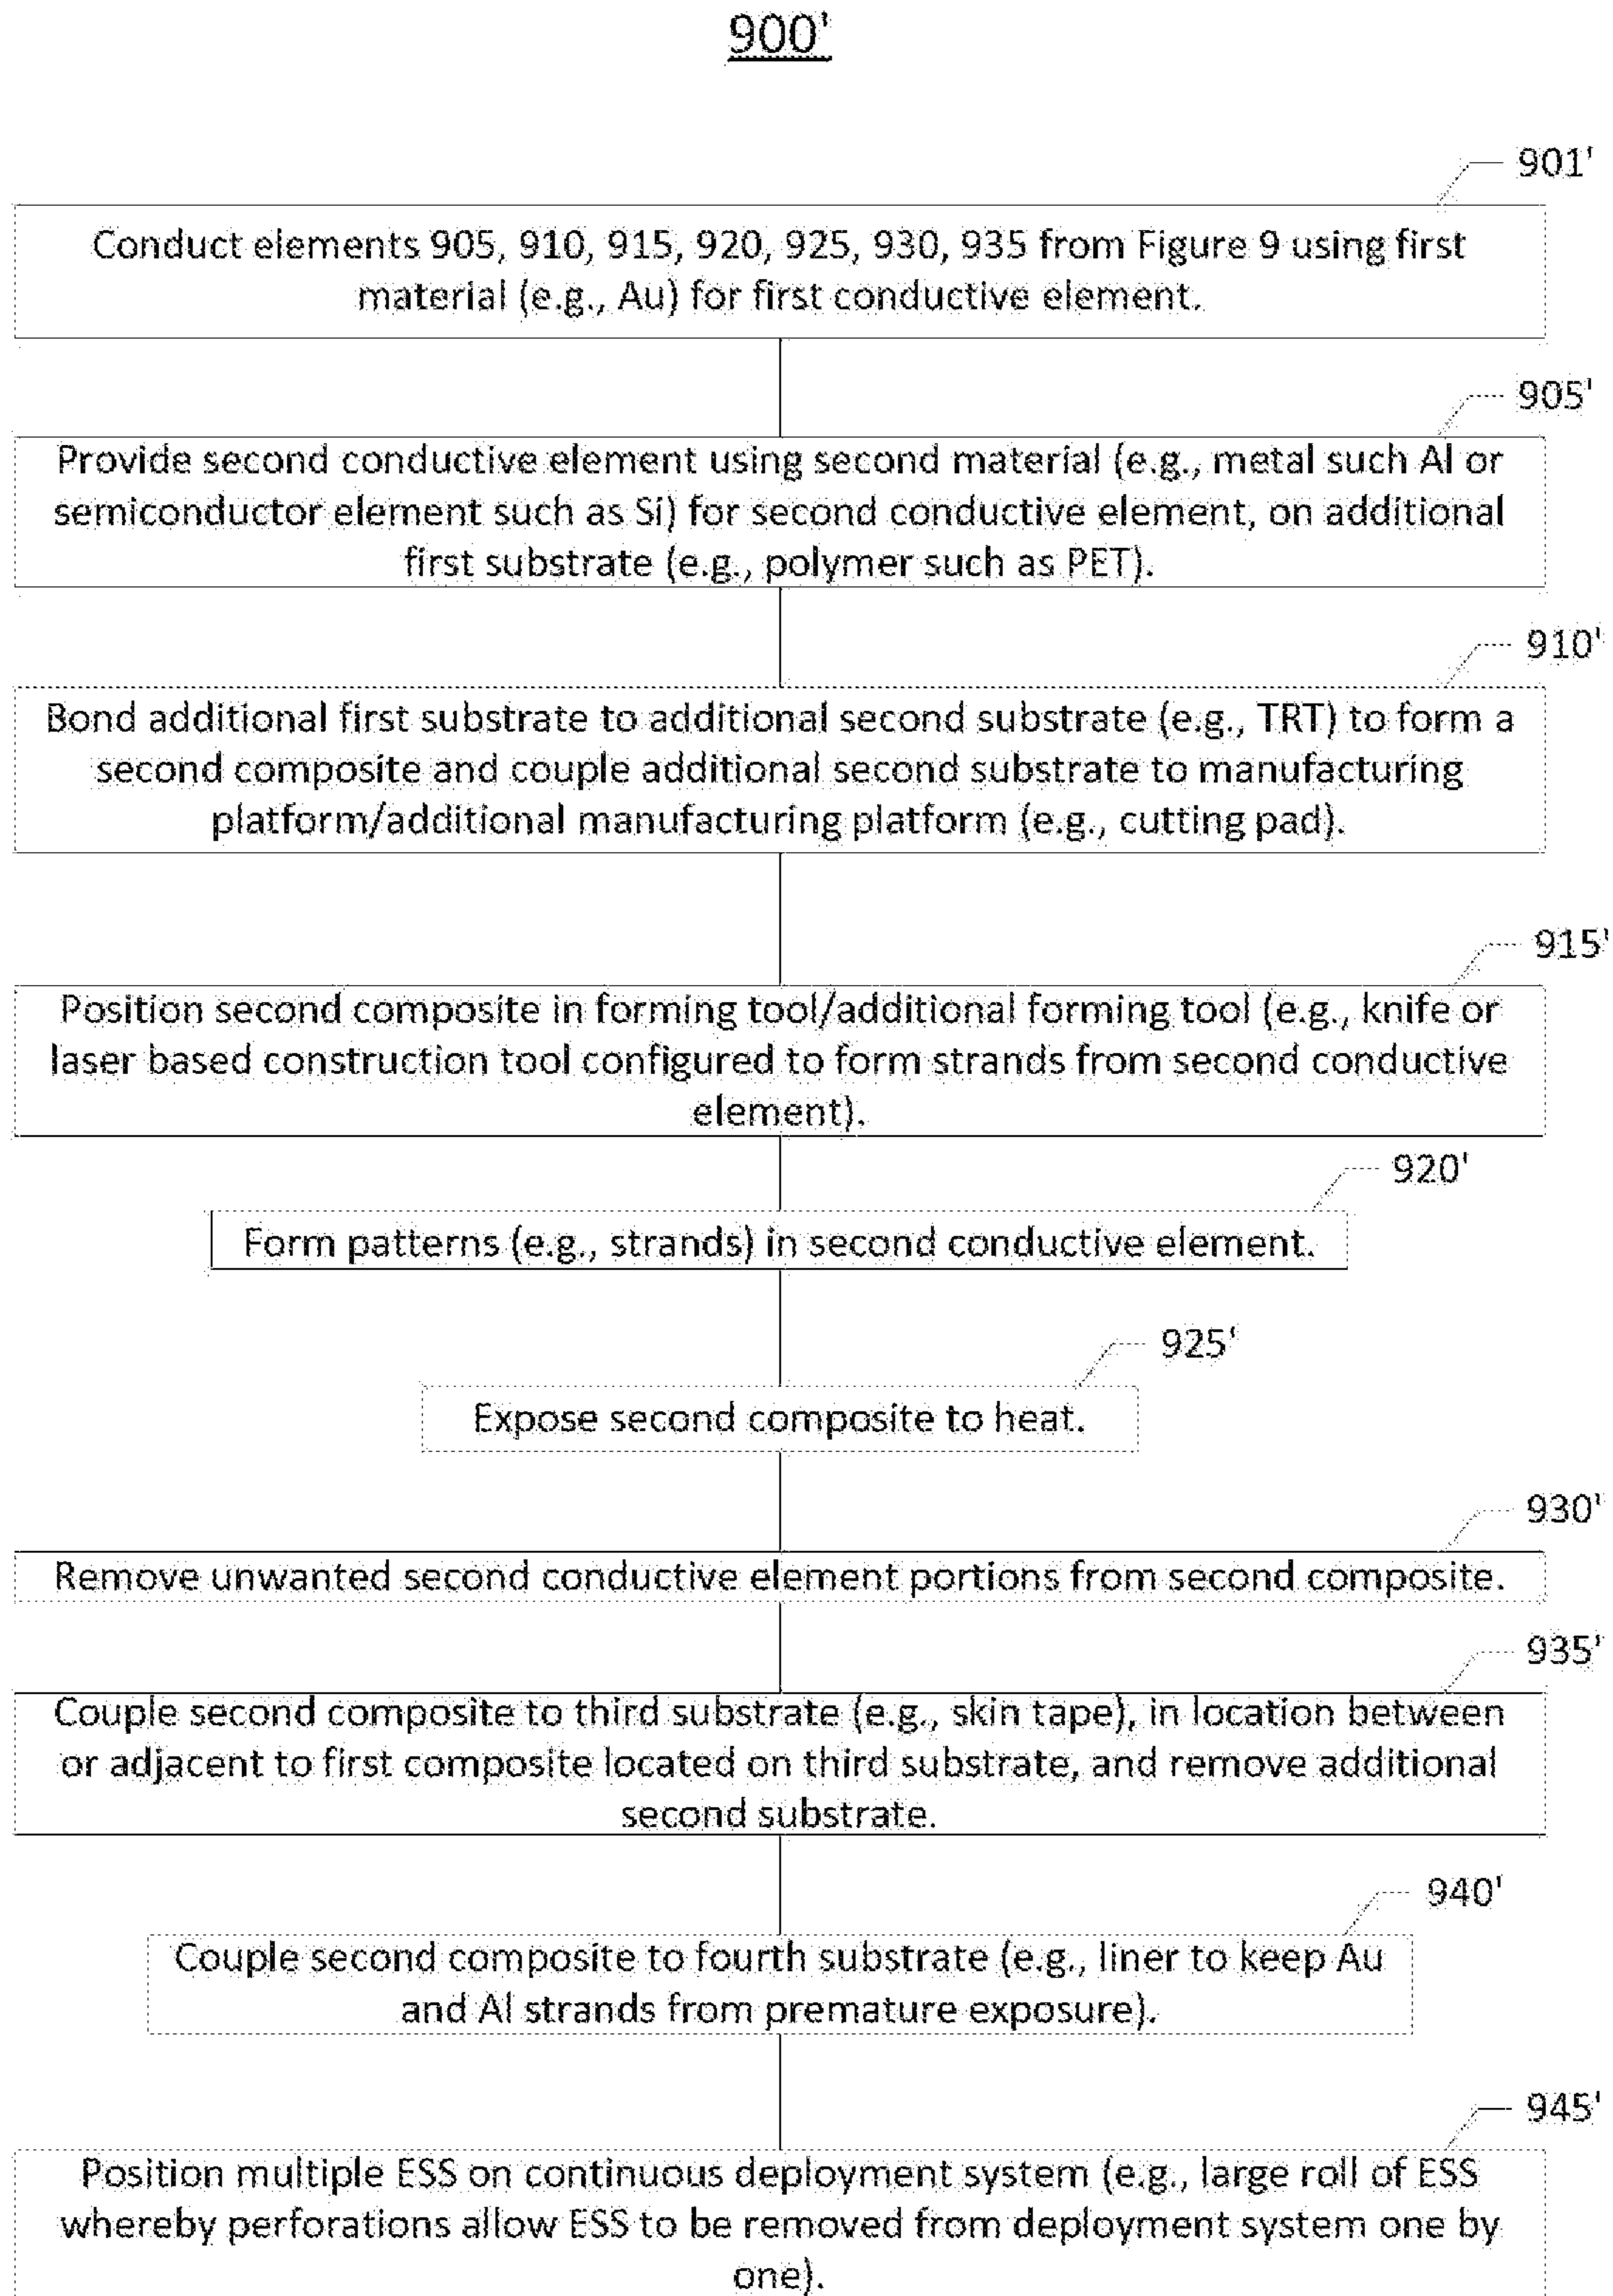 900'
901'
Conduct elements 905, 910, 915, 920, 925, 930, 935 from Figure 9 using first
material (e.g., Au) for first conductive element.
905'
Provide second conductive element using second material (e.g., metal such Al or
semiconductor element such as Si) for second conductive element, on additional
first substrate (e.g., polymer such as PET).
910'
Bond additional first substrate to additional second substrate (e.g., TRT) to form a
second composite and couple additional second substrate to manufacturing
platform/additional manufacturing platform (e.g., cutting pad).
915'
Position second composite in forming tool/additional forming tool (e.g., knife or
laser based construction tool configured to form strands from second conductive
element).
920'
Form patterns (e.g., strands) in second conductive element.
925'
Expose second composite to heat.
930'
Remove unwanted second conductive element portions from second composite.
935'
Couple second composite to third substrate (e.g., skin tape), in location between
or adjacent to first composite located on third substrate, and remove additional
second substrate.
940'
Couple second composite to fourth substrate (e.g., liner to keep Au
and Al strands from premature exposure).
945'
Position multiple ESS on continuous deployment system (e.g., large roll of ESS
whereby perforations allow ESS to be removed from deployment system one by
one).